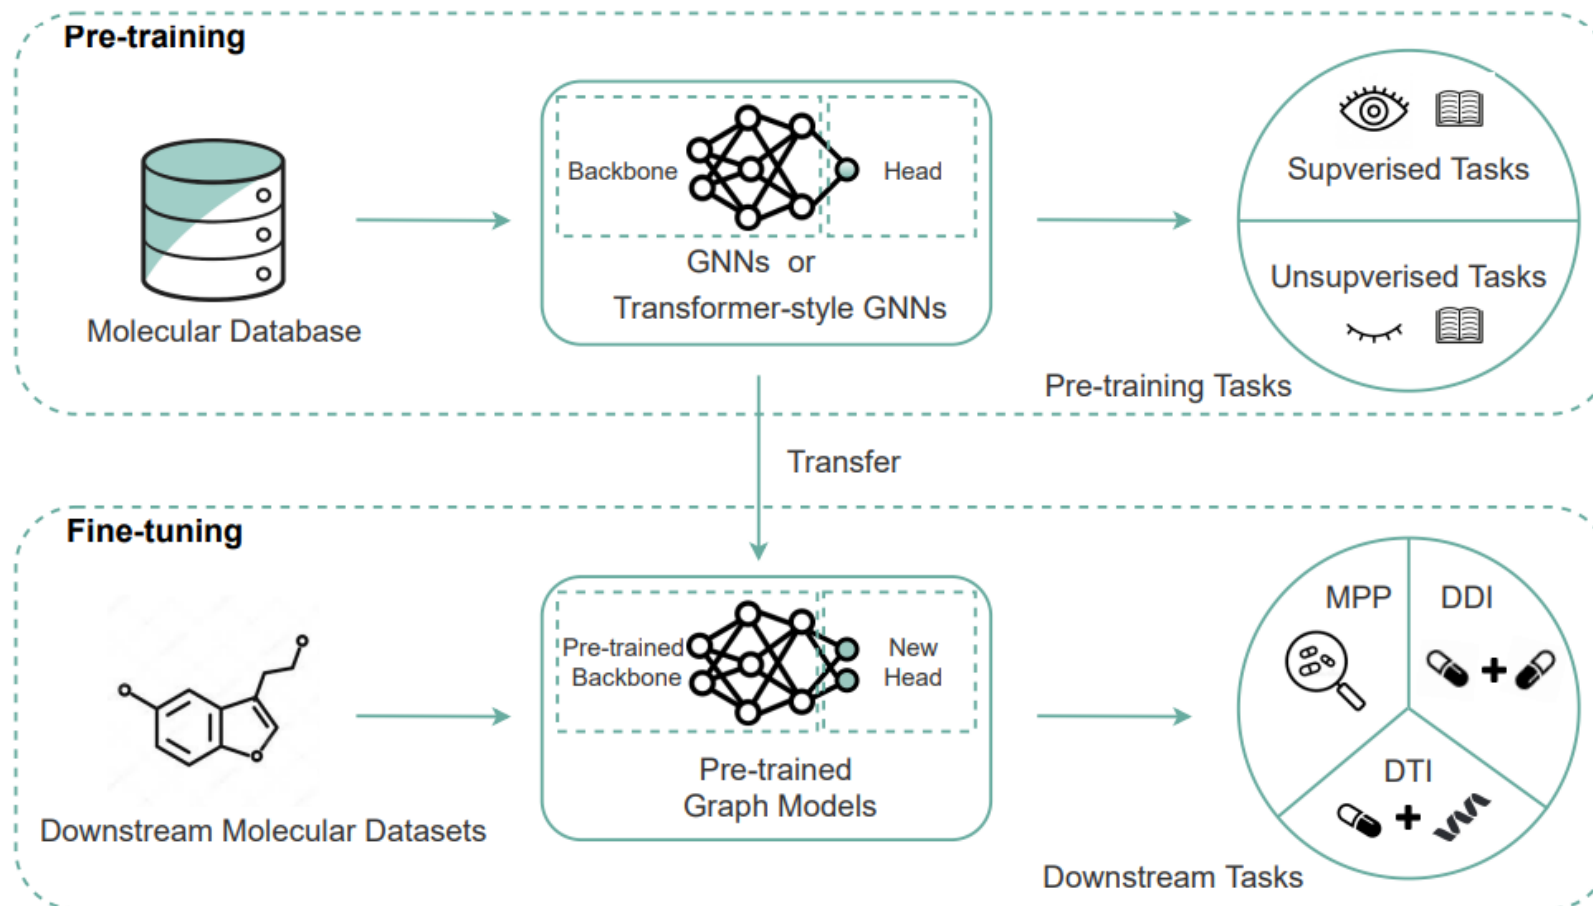 Pre-training
Backbone
Head
GNNs or
Transformer-style GNNs
Molecular Database
Supverised Tasks
Unsupverised Tasks
Pre-training Tasks
Transfer
Fine-tuning
Pre-trained
Backbone
New
Head
Pre-trained
Graph Models
Downstream Molecular Datasets
MPP
DDI
DTI
Downstream Tasks